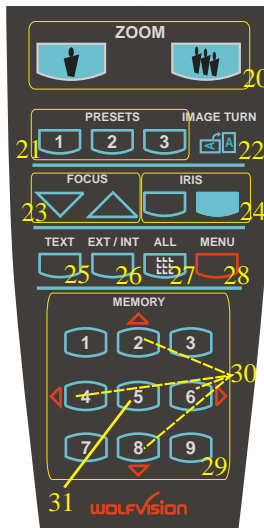 ZOOM
20
PRESETS IMAGE TURN
21 1 2 3 A A 22
FOCUS IRIS
23 24
TEXT EXT / INT ALL MENU
25 26 27 28
MEMORY
1 2 3
30
4 5 6
7 8 9 29
31
WOLFVISION